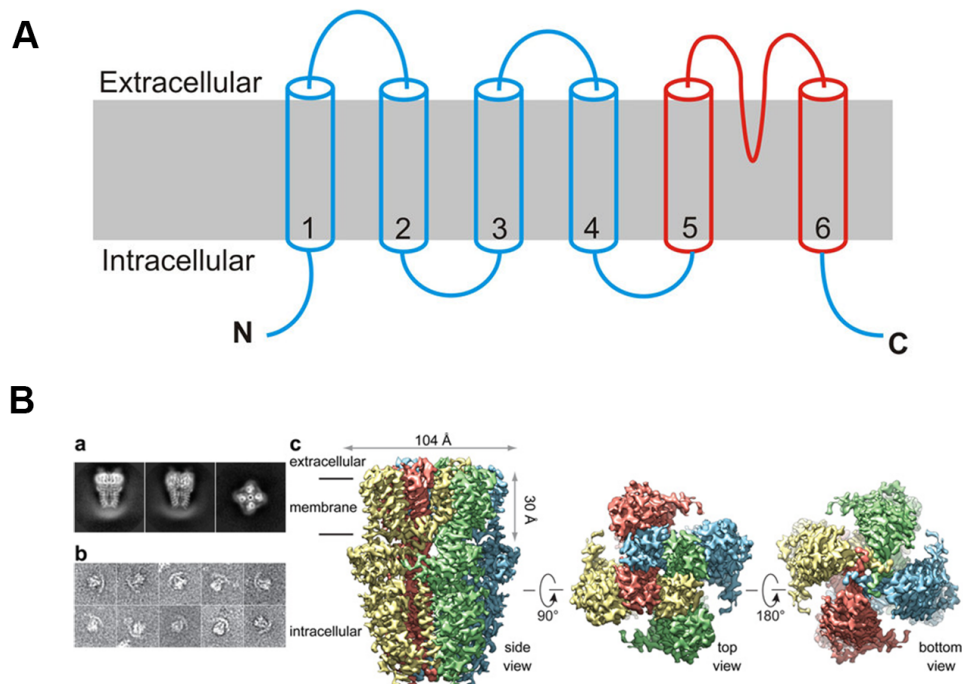 A
Extracellular
1 2 3 4 5 6
Intracellular
N
C
B
a
b
c
104 Å
extracellular
membrane
30 Å
intracellular
side
view
90°
top
view
180°
bottom
view